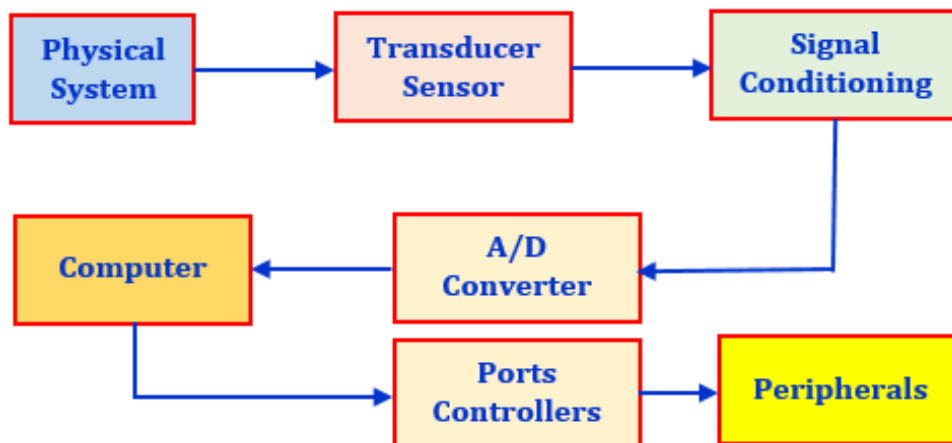 Physical
System
Transducer
Sensor
Signal
Conditioning
Computer
A/D
Converter
Ports
Controllers
Peripherals